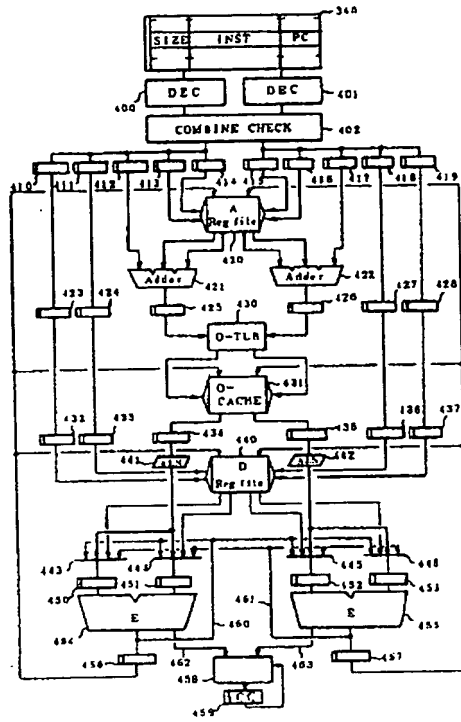 340
SIZE INST PC
DEC DEC
400 401
COMBINE CHECK 402
410 411 412 413 414 415 416 417 418 419
A
Reg file
420
Adder Adder
421 422
423 424 425 426 427 428
430
O-TLB
O-
CACHE 431
432 433 434 435 436 437
440
441 442
ALN ALN
D
Reg file
443 445 448
450 451 452 453
E E
454 455
460 461
456 462 463 457
458
459